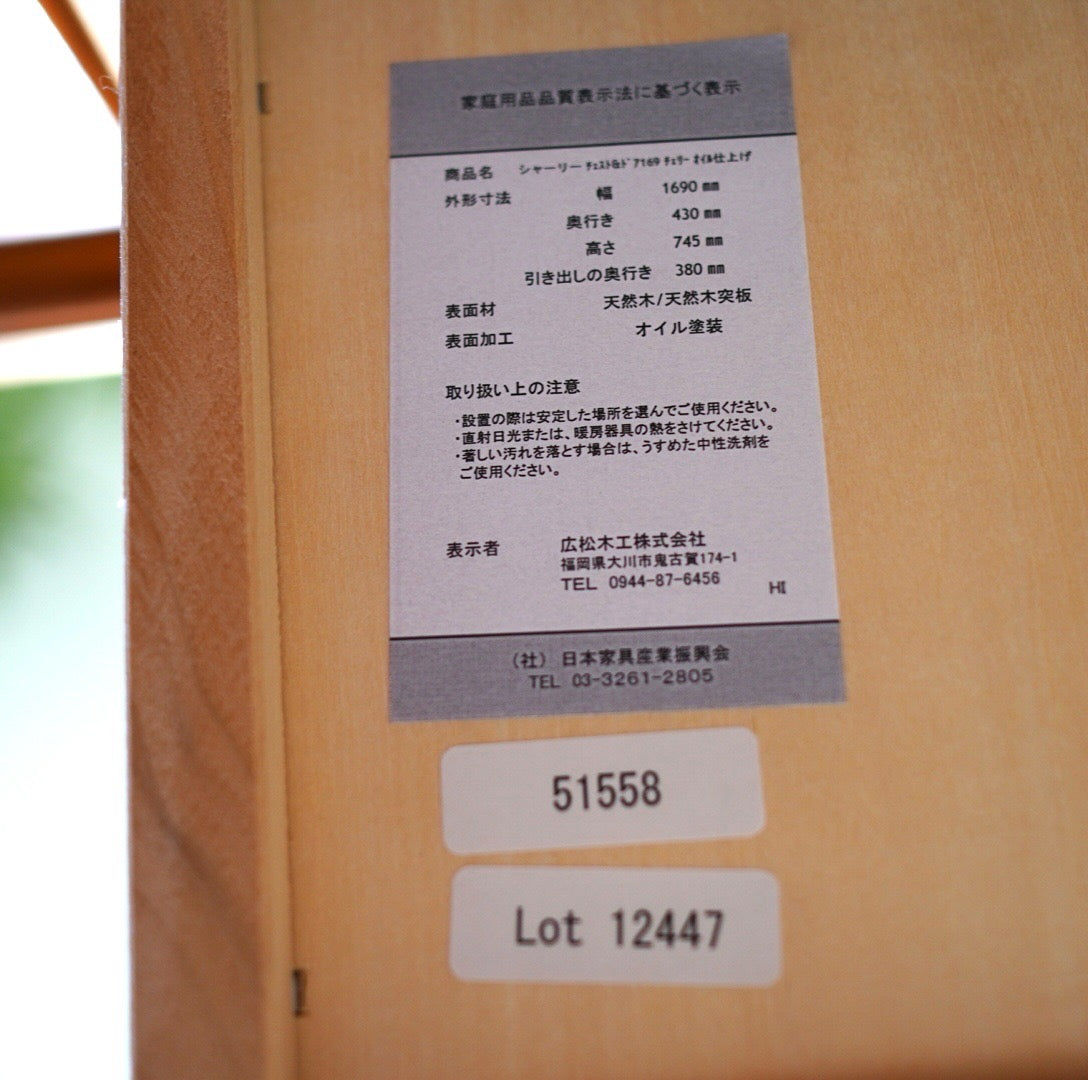 家庭用品品質表示法に基づく表示
商品名 シャーリー ﾁｪｽﾄ&ﾄﾞｱ169 ﾁｪﾘｰ ｵｲﾙ仕上げ
外形寸法 幅 1690 ㎜
奥行き 430 ㎜
高さ 745 ㎜
引き出しの奥行き 380 ㎜
表面材 天然木/天然木突板
表面加工 オイル塗装
取り扱い上の注意
・設置の際は安定した場所を選んでご使用ください。
・直射日光または、暖房器具の熱をさけてください。
・著しい汚れを落とす場合は、うすめた中性洗剤を
ご使用ください。
表示者 広松木工株式会社
福岡県大川市鬼古賀174-1
TEL 0944-87-6456 HI
（社） 日本家具産業振興会
TEL 03-3261-2805
51558
Lot 12447